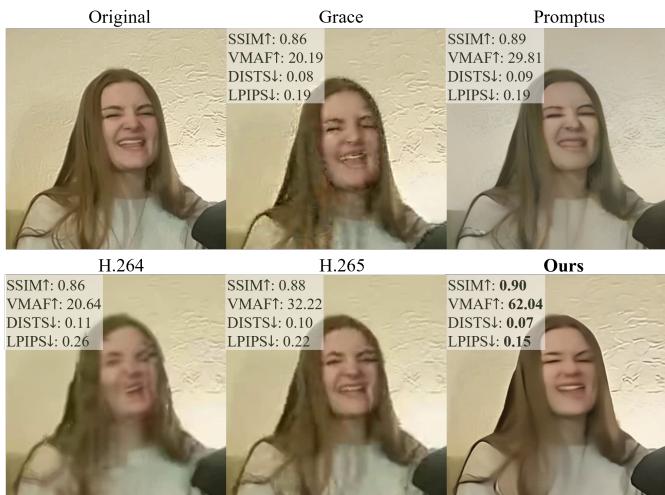 Original
Grace
Promptus
SSIM↑: 0.86
VMAF↑: 20.19
DISTS↓: 0.08
LPIPS↓: 0.19
SSIM↑: 0.89
VMAF↑: 29.81
DISTS↓: 0.09
LPIPS↓: 0.19
H.264
H.265
Ours
SSIM↑: 0.86
VMAF↑: 20.64
DISTS↓: 0.11
LPIPS↓: 0.26
SSIM↑: 0.88
VMAF↑: 32.22
DISTS↓: 0.10
LPIPS↓: 0.22
SSIM↑: 0.90
VMAF↑: 62.04
DISTS↓: 0.07
LPIPS↓: 0.15